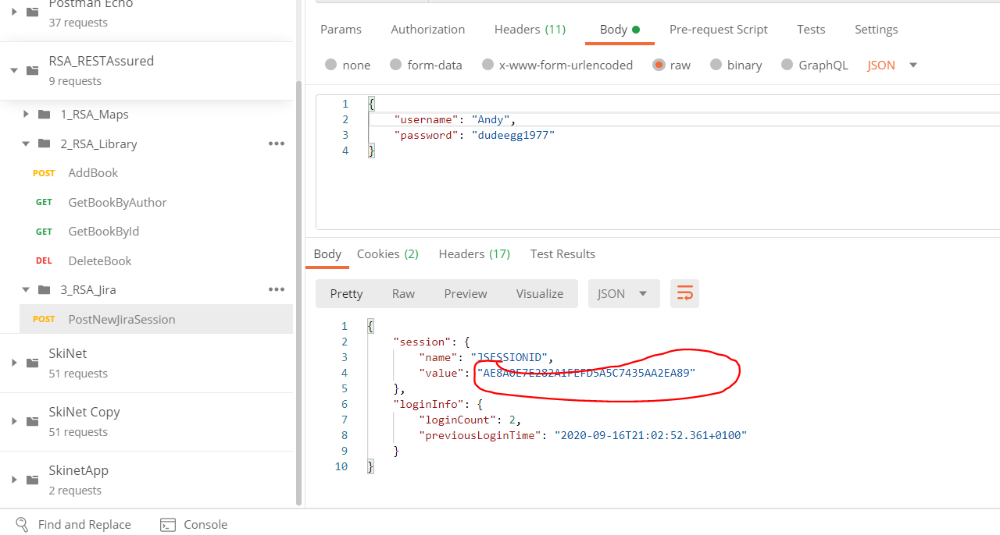 Postman Echo
37 requests
RSA_RESTAssured
9 requests
1_RSA_Maps
2_RSA_Library
POST AddBook
GET GetBookByAuthor
GET GetBookById
DEL DeleteBook
3_RSA_Jira
POST PostNewJiraSession
SkiNet
51 requests
SkiNet Copy
51 requests
SkinetApp
2 requests
Params Authorization Headers (11) Body Pre-request Script Tests Settings
none form-data x-www-form-urlencoded raw binary GraphQL JSON
1 {
2 "username": "Andy",
3 "password": "dudeegg1977"
4 }
Body Cookies (2) Headers (17) Test Results
Pretty Raw Preview Visualize JSON
1 {
2 "session": {
3 "name": "JSESSIONID",
4 "value": "AE8A0E7E282A1FEFD5A5C7435AA2EA89"
5 },
6 "loginInfo": {
7 "loginCount": 2,
8 "previousLoginTime": "2020-09-16T21:02:52.361+0100"
9 }
10 }
Find and Replace Console